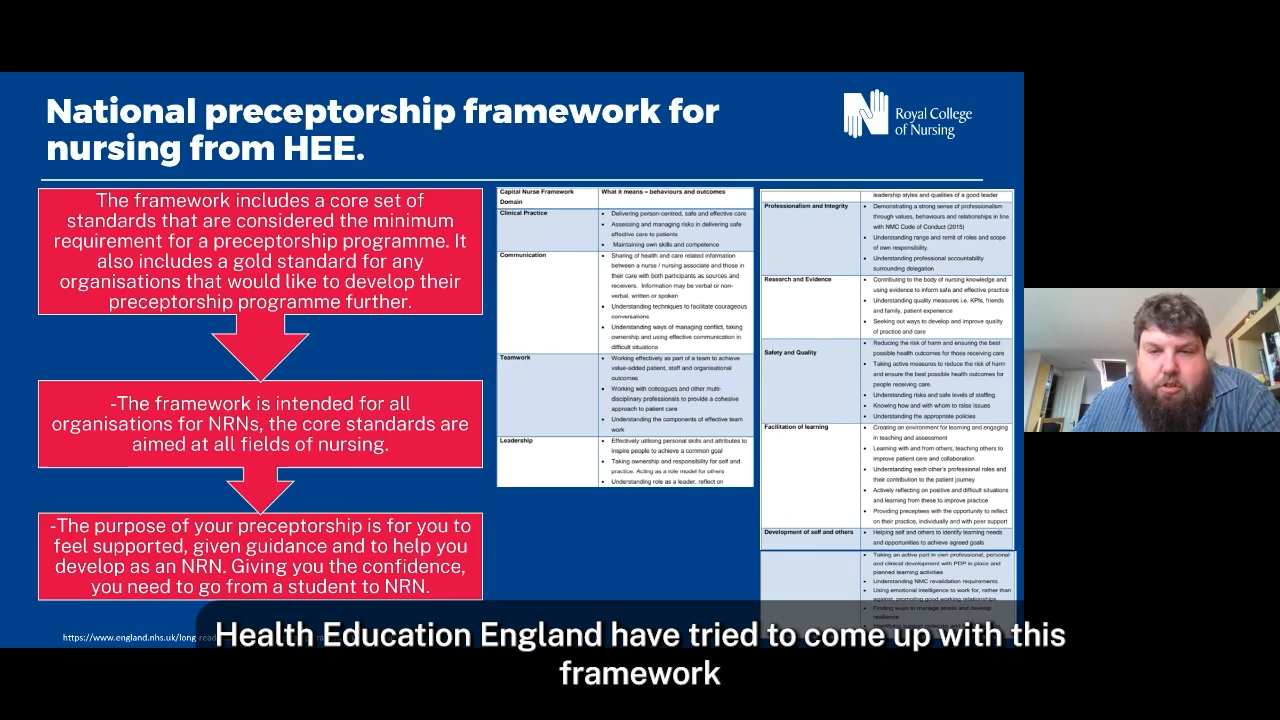 National preceptorship framework for
nursing from HEE.
Royal College
of Nursing
The framework includes a core set of
standards that are considered the minimum
requirement for a preceptorship programme. It
also includes a gold standard for any
organisations that would like to develop their
preceptorship programme further.
-The framework is intended for all
organisations for NRNs, the core standards are
aimed at all fields of nursing.
-The purpose of your preceptorship is for you to
feel supported, given guidance and to help you
develop as an NRN. Giving you the confidence,
you need to go from a student to NRN.
Capital Nurse Framework
Domain
What it means – behaviours and outcomes
Clinical Practice
• Delivering person-centred, safe and effective care
• Assessing and managing risks in delivering safe
effective care to patients
• Maintaining own skills and competence
Communication
• Sharing of health and care related information
between a nurse / nursing associate and those in
their care with both participants as sources and
receivers. Information may be verbal or non-
verbal, written or spoken
• Understanding techniques to facilitate courageous
conversations
• Understanding ways of managing conflict, taking
ownership and using effective communication in
difficult situations
Teamwork
• Working effectively as part of a team to achieve
value-added patient, staff and organisational
outcomes
• Working with colleagues and other multi-
disciplinary professionals to provide a cohesive
approach to patient care
• Understanding the components of effective team
work
Leadership
• Effectively utilising personal skills and attributes to
inspire people to achieve a common goal
• Taking ownership and responsibility for self and
practice. Acting as a role model for others
• Understanding role as a leader, reflect on
leadership styles and qualities of a good leader
Professionalism and Integrity
• Demonstrating a strong sense of professionalism
through values, behaviours and relationships in line
with NMC Code of Conduct (2015)
• Understanding range and remit of roles and scope
of own responsibility.
• Understanding professional accountability
surrounding delegation
Research and Evidence
• Contributing to the body of nursing knowledge and
using evidence to inform safe and effective practice
• Understanding quality measures i.e. KPIs, friends
and family, patient experience
• Seeking out ways to develop and improve quality
of practice and care
Safety and Quality
• Reducing the risk of harm and ensuring the best
possible health outcomes for those receiving care
• Taking active measures to reduce the risk of harm
and ensure the best possible health outcomes for
people receiving care.
• Understanding risks and safe levels of staffing.
• Knowing how and with whom to raise issues
• Understanding the appropriate policies
Facilitation of learning
• Creating an environment for learning and engaging
in teaching and assessment
• Learning with and from others, teaching others to
improve patient care and collaboration
• Understanding each other's professional roles and
their contribution to the patient journey.
• Actively reflecting on positive and difficult situations
and learning from these to improve practice
• Providing preceptees with the opportunity to reflect
on their practice, individually and with peer support
Development of self and others
• Helping self and others to identify learning needs
and opportunities to achieve agreed goals
• Taking an active part in own professional, personal
and clinical development with PDP in place and
planned learning activities
• Understanding NMC revalidation requirements
• Using emotional intelligence to work for, rather than
against, promoting good working relationships
• Finding ways to manage stress and develop
resilience
https://www.england.nhs.uk/long-read
Health Education England have tried to come up with this
framework